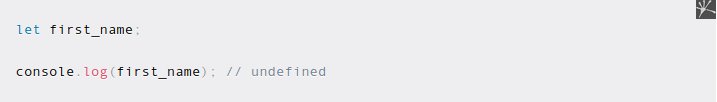 let first_name;
console.log(first_name); // undefined